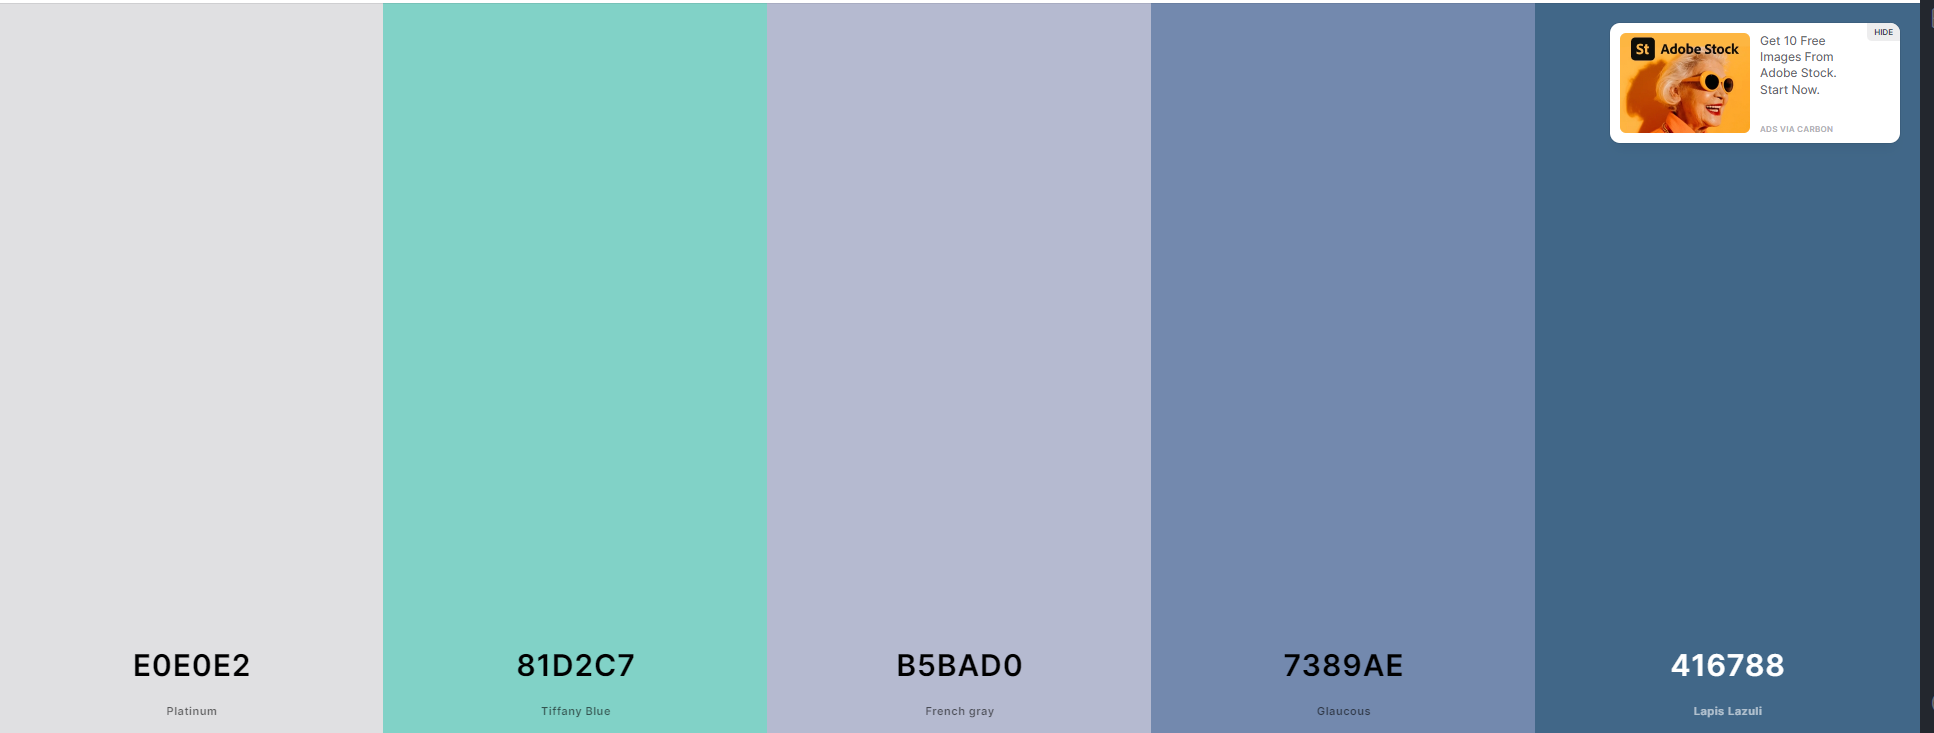 HIDE
St Adobe Stock
Get 10 Free
Images From
Adobe Stock.
Start Now.
ADS VIA CARBON
E0E0E2
Platinum
81D2C7
Tiffany Blue
B5BAD0
French gray
7389AE
Glaucous
416788
Lapis Lazuli